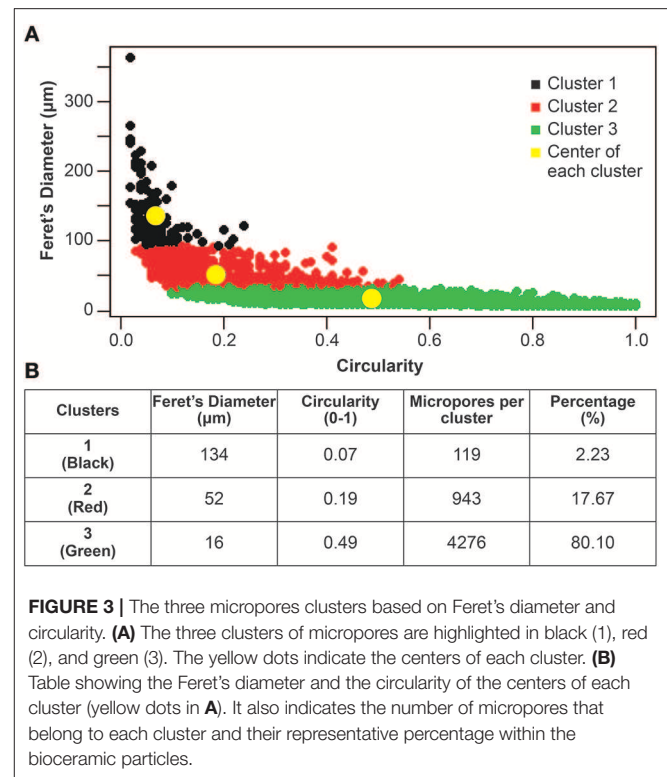 A
Feret's Diameter (µm)
300
200
100
0
Cluster 1
Cluster 2
Cluster 3
Center of
each cluster
0.0 0.2 0.4 0.6 0.8 1.0
Circularity
B
Clusters Feret's Diameter (µm) Circularity (0-1) Micropores per cluster Percentage (%)
1 (Black) 134 0.07 119 2.23
2 (Red) 52 0.19 943 17.67
3 (Green) 16 0.49 4276 80.10
FIGURE 3 | The three micropores clusters based on Feret's diameter and
circularity. (A) The three clusters of micropores are highlighted in black (1), red
(2), and green (3). The yellow dots indicate the centers of each cluster. (B)
Table showing the Feret's diameter and the circularity of the centers of each
cluster (yellow dots in A). It also indicates the number of micropores that
belong to each cluster and their representative percentage within the
bioceramic particles.